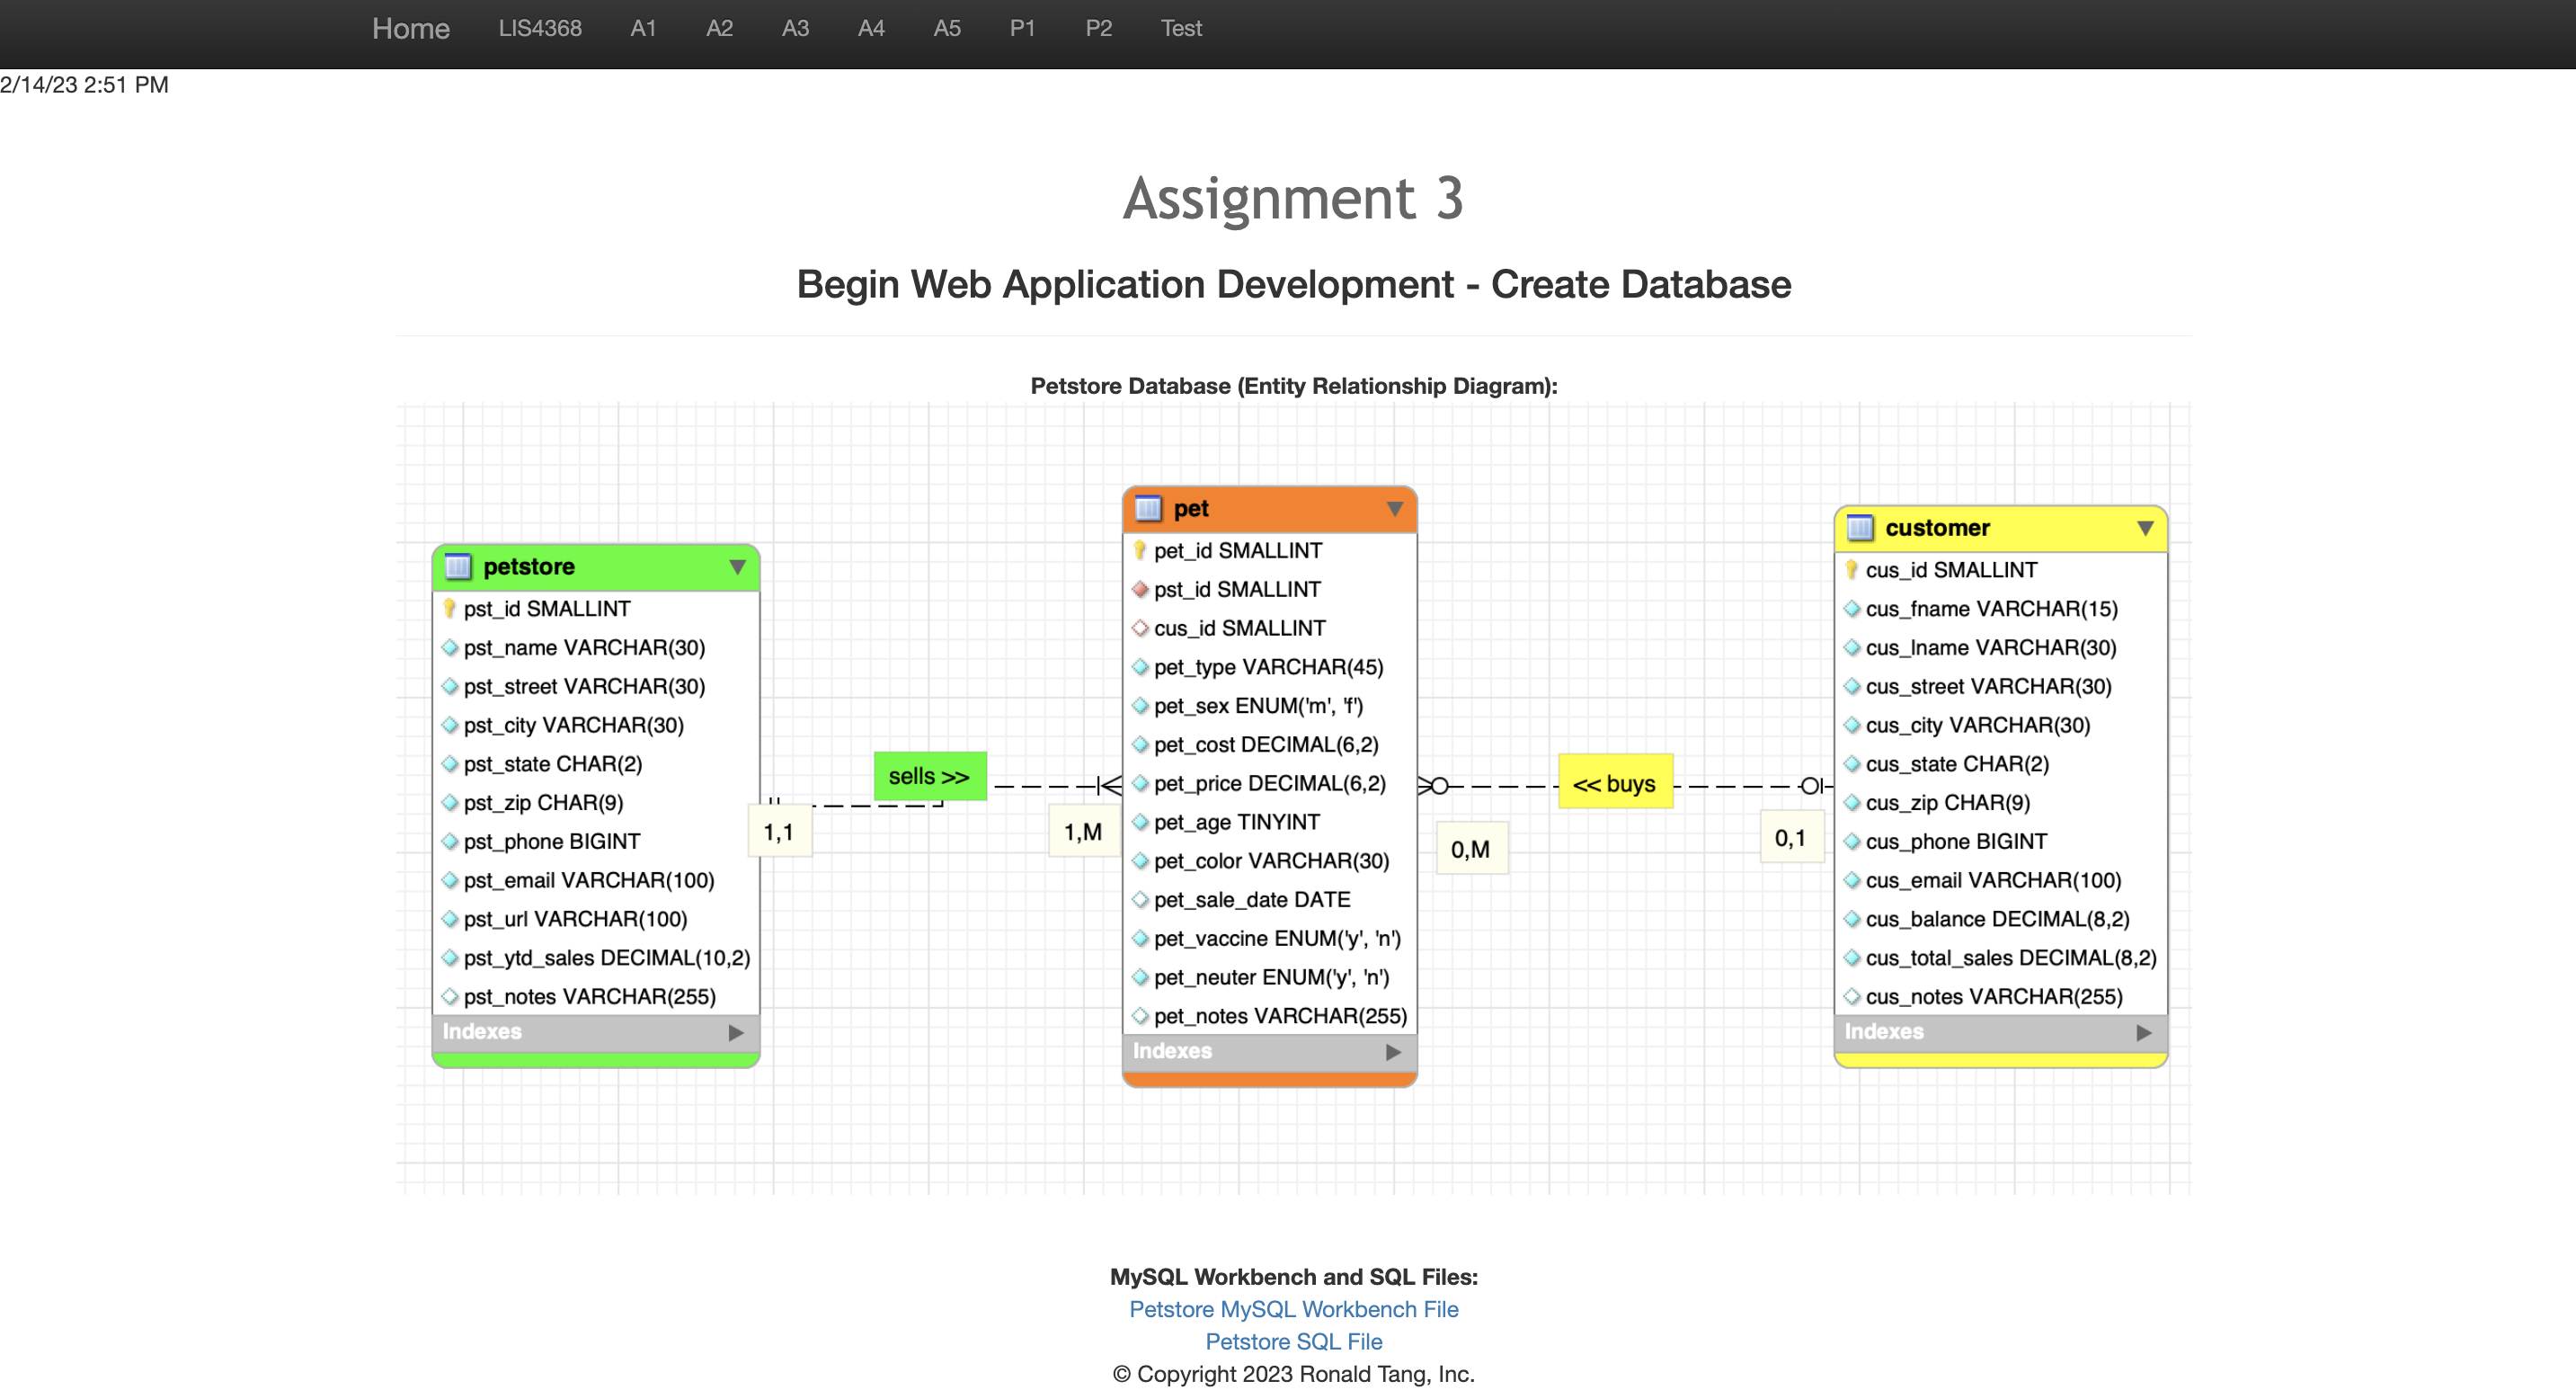 Home LIS4368 A1 A2 A3 A4 A5 P1 P2 Test
2/14/23 2:51 PM
Assignment 3
Begin Web Application Development - Create Database
Petstore Database (Entity Relationship Diagram):
petstore
pst_id SMALLINT
pst_name VARCHAR(30)
pst_street VARCHAR(30)
pst_city VARCHAR(30)
pst_state CHAR(2)
pst_zip CHAR(9)
pst_phone BIGINT
pst_email VARCHAR(100)
pst_url VARCHAR(100)
pst_ytd_sales DECIMAL(10,2)
pst_notes VARCHAR(255)
Indexes
sells >>
1,1
1,M
pet
pet_id SMALLINT
pst_id SMALLINT
cus_id SMALLINT
pet_type VARCHAR(45)
pet_sex ENUM('m', 'f')
pet_cost DECIMAL(6,2)
pet_price DECIMAL(6,2)
pet_age TINYINT
pet_color VARCHAR(30)
pet_sale_date DATE
pet_vaccine ENUM('y', 'n')
pet_neuter ENUM('y', 'n')
pet_notes VARCHAR(255)
Indexes
<< buys
0,M
0,1
customer
cus_id SMALLINT
cus_fname VARCHAR(15)
cus_lname VARCHAR(30)
cus_street VARCHAR(30)
cus_city VARCHAR(30)
cus_state CHAR(2)
cus_zip CHAR(9)
cus_phone BIGINT
cus_email VARCHAR(100)
cus_balance DECIMAL(8,2)
cus_total_sales DECIMAL(8,2)
cus_notes VARCHAR(255)
Indexes
MySQL Workbench and SQL Files:
Petstore MySQL Workbench File
Petstore SQL File
© Copyright 2023 Ronald Tang, Inc.